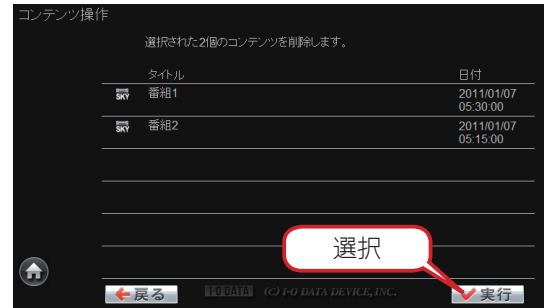 コンテンツ操作
選択された2個のコンテンツを削除します。
タイトル 日付
SKY 番組1 2011/01/07
05:30:00
SKY 番組2 2011/01/07
05:15:00
選択
戻る I-O DATA (C) I-O DATA DEVICE, INC. 実行